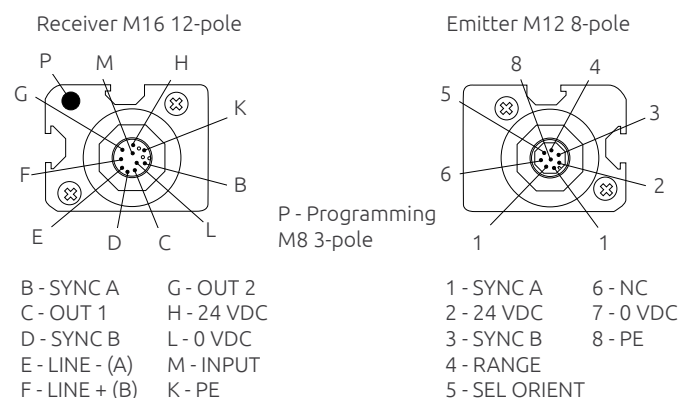 Receiver M16 12-pole
Emitter M12 8-pole
P
M
H
G
K
F
B
E
D
C
L
8
4
5
3
6
2
1
1
P - Programming
M8 3-pole
B - SYNC A
C - OUT 1
D - SYNC B
E - LINE - (A)
F - LINE + (B)
G - OUT 2
H - 24 VDC
L - 0 VDC
M - INPUT
K - PE
1 - SYNC A
2 - 24 VDC
3 - SYNC B
4 - RANGE
5 - SEL ORIENT
6 - NC
7 - 0 VDC
8 - PE